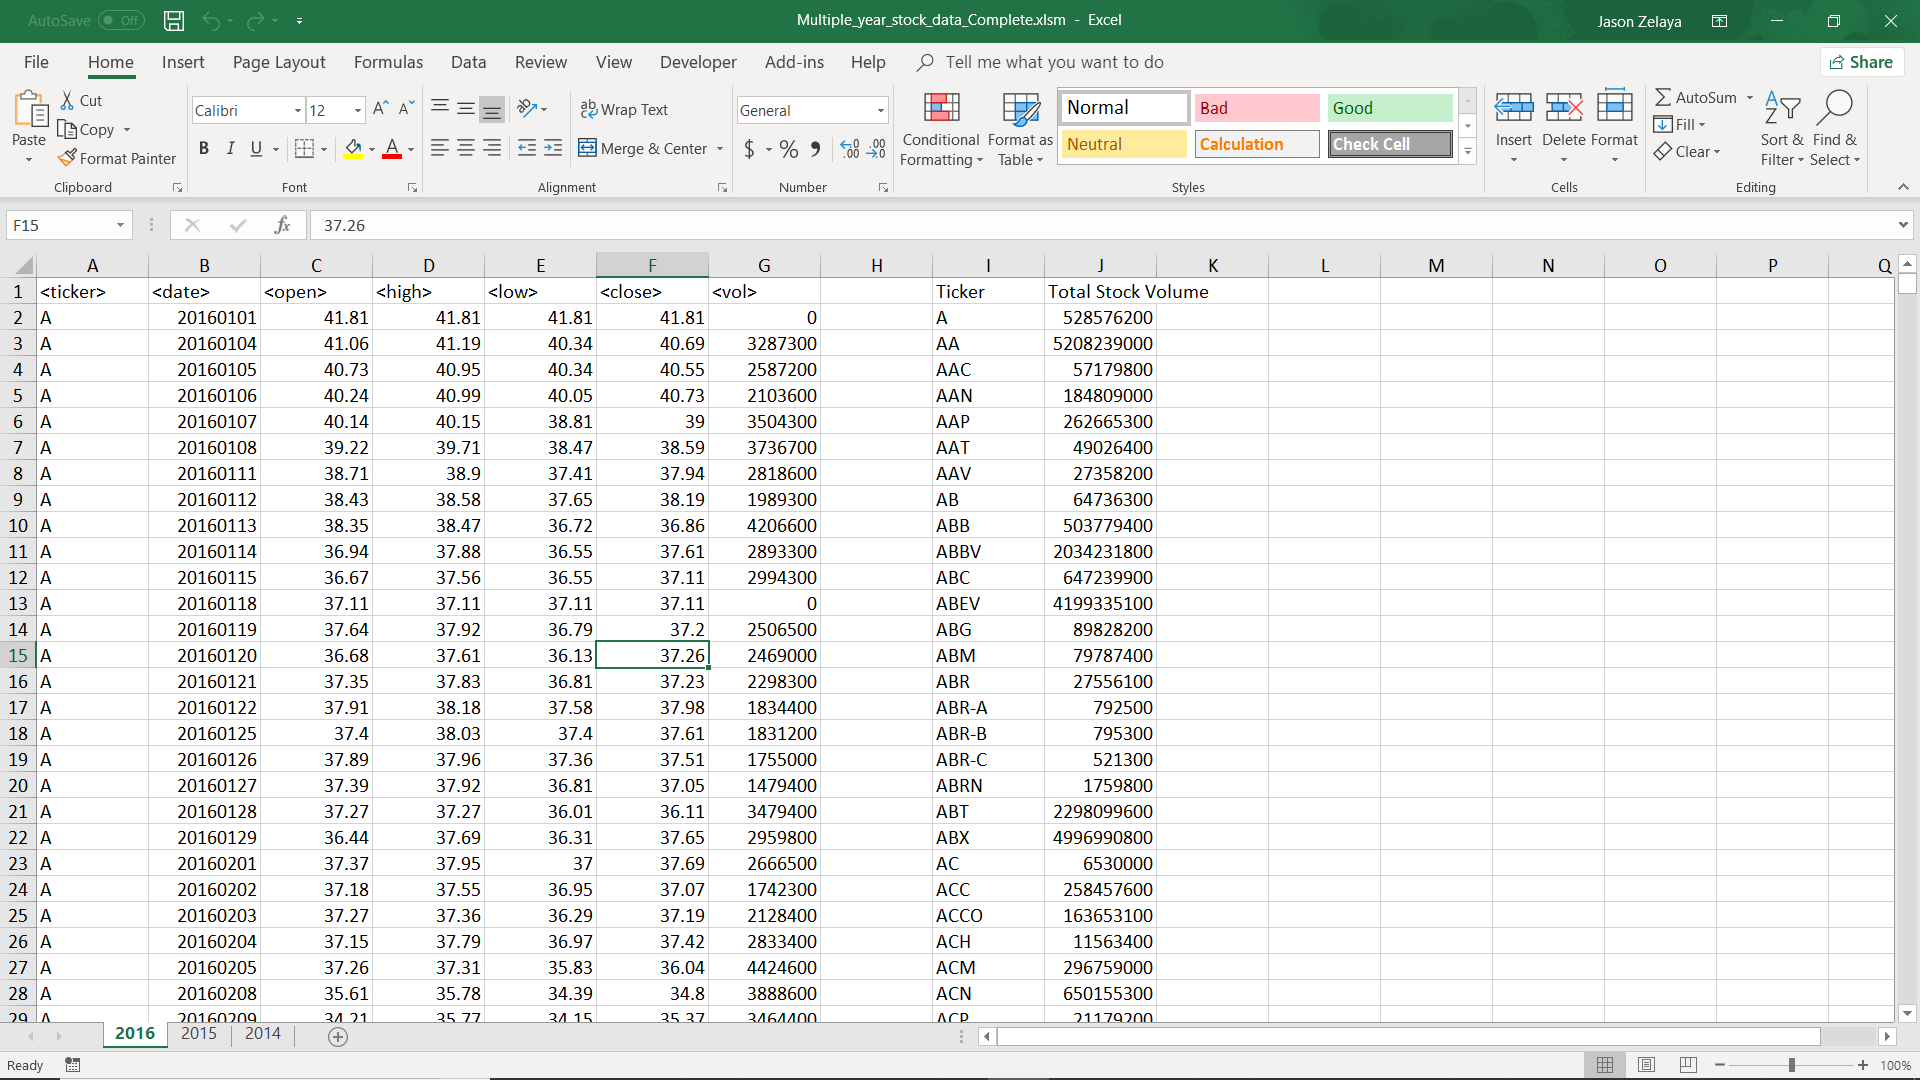 AutoSave Off Multiple_year_stock_data_Complete.xlsm - Excel Jason Zelaya
File Home Insert Page Layout Formulas Data Review View Developer Add-ins Help Tell me what you want to do Share
Paste
Cut
Copy
Format Painter
Clipboard
Calibri 12
B I U
Font
Wrap Text
Merge & Center
Alignment
General
$ %
Number
Conditional Formatting
Format as Table
Normal Bad Good
Neutral Calculation Check Cell
Styles
Insert Delete Format
Cells
AutoSum
Fill
Clear
Sort & Filter
Find & Select
Editing
F15 fx 37.26
A B C D E F G H I J K L M N O P Q
1 <ticker> <date> <open> <high> <low> <close> <vol> Ticker Total Stock Volume
2 A 20160101 41.81 41.81 41.81 41.81 0 A 528576200
3 A 20160104 41.06 41.19 40.34 40.69 3287300 AA 5208239000
4 A 20160105 40.73 40.95 40.34 40.55 2587200 AAC 57179800
5 A 20160106 40.24 40.99 40.05 40.73 2103600 AAN 184809000
6 A 20160107 40.14 40.15 38.81 39 3504300 AAP 262665300
7 A 20160108 39.22 39.71 38.47 38.59 3736700 AAT 49026400
8 A 20160111 38.71 38.9 37.41 37.94 2818600 AAV 27358200
9 A 20160112 38.43 38.58 37.65 38.19 1989300 AB 64736300
10 A 20160113 38.35 38.47 36.72 36.86 4206600 ABB 503779400
11 A 20160114 36.94 37.88 36.55 37.61 2893300 ABBV 2034231800
12 A 20160115 36.67 37.56 36.55 37.11 2994300 ABC 647239900
13 A 20160118 37.11 37.11 37.11 37.11 0 ABEV 4199335100
14 A 20160119 37.64 37.92 36.79 37.2 2506500 ABG 89828200
15 A 20160120 36.68 37.61 36.13 37.26 2469000 ABM 79787400
16 A 20160121 37.35 37.83 36.81 37.23 2298300 ABR 27556100
17 A 20160122 37.91 38.18 37.58 37.98 1834400 ABR-A 792500
18 A 20160125 37.4 38.03 37.4 37.61 1831200 ABR-B 795300
19 A 20160126 37.89 37.96 37.36 37.51 1755000 ABR-C 521300
20 A 20160127 37.39 37.92 36.81 37.05 1479400 ABRN 1759800
21 A 20160128 37.27 37.27 36.01 36.11 3479400 ABT 2298099600
22 A 20160129 36.44 37.69 36.31 37.65 2959800 ABX 4996990800
23 A 20160201 37.37 37.95 37 37.69 2666500 AC 6530000
24 A 20160202 37.18 37.55 36.95 37.07 1742300 ACC 258457600
25 A 20160203 37.27 37.36 36.29 37.19 2128400 ACCO 163653100
26 A 20160204 37.15 37.79 36.97 37.42 2833400 ACH 11563400
27 A 20160205 37.26 37.31 35.83 36.04 4424600 ACM 296759000
28 A 20160208 35.61 35.78 34.39 34.8 3888600 ACN 650155300
29 A 20160209 34.21 35.77 34.15 35.37 3464400 ACP 21179200
2016 2015 2014
Ready 100%